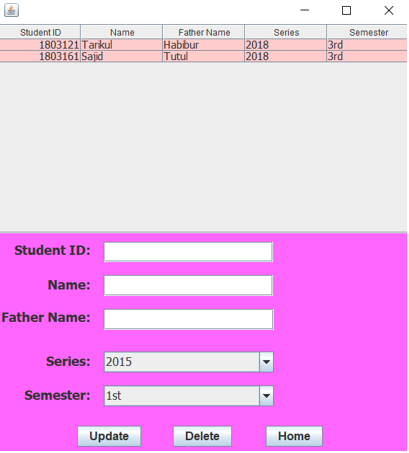 Student ID Name Father Name Series Semester
1803121 Tarikul Habibur 2018 3rd
1803161 Sajid Tutul 2018 3rd
Student ID:
Name:
Father Name:
Series: 2015
Semester: 1st
Update Delete Home